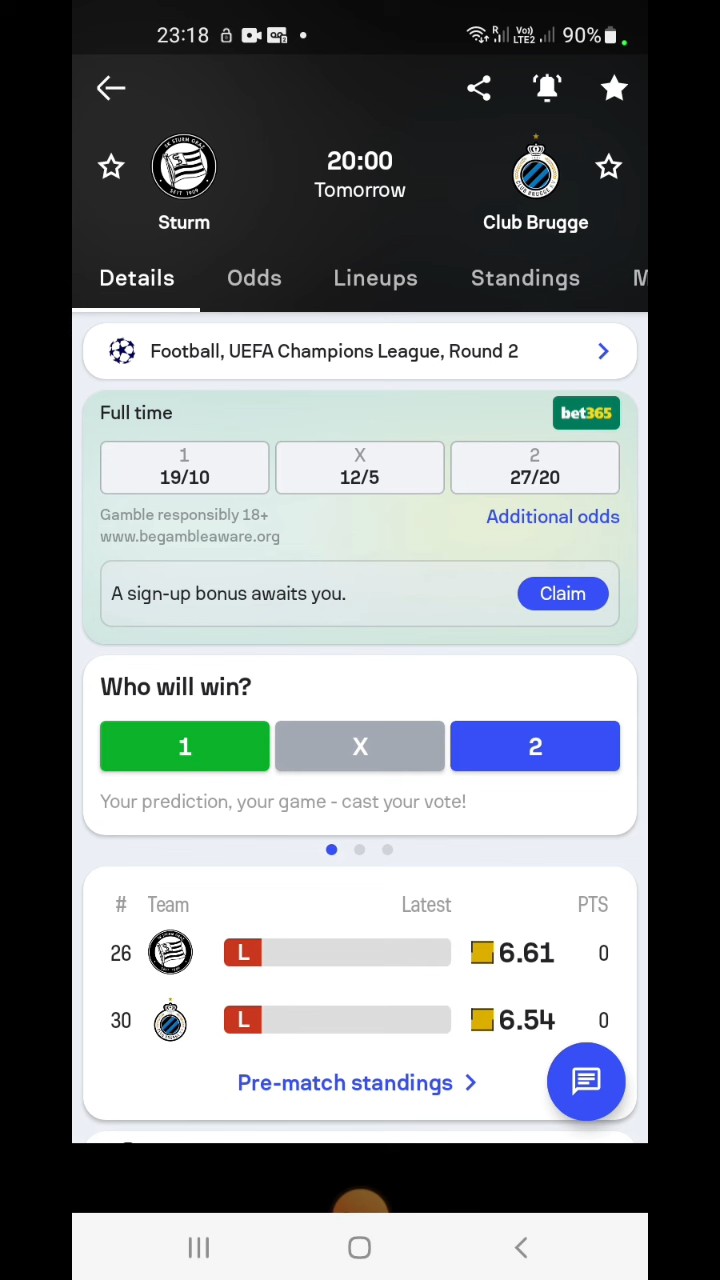 23:18 R Vo)) LTE2 90%
20:00
Tomorrow
Sturm
Club Brugge
Details Odds Lineups Standings M
Football, UEFA Champions League, Round 2
Full time bet365
1 X 2
19/10 12/5 27/20
Gamble responsibly 18+
www.begambleaware.org
Additional odds
A sign-up bonus awaits you. Claim
Who will win?
1 X 2
Your prediction, your game - cast your vote!
# Team Latest PTS
26 L 6.61 0
30 L 6.54 0
Pre-match standings